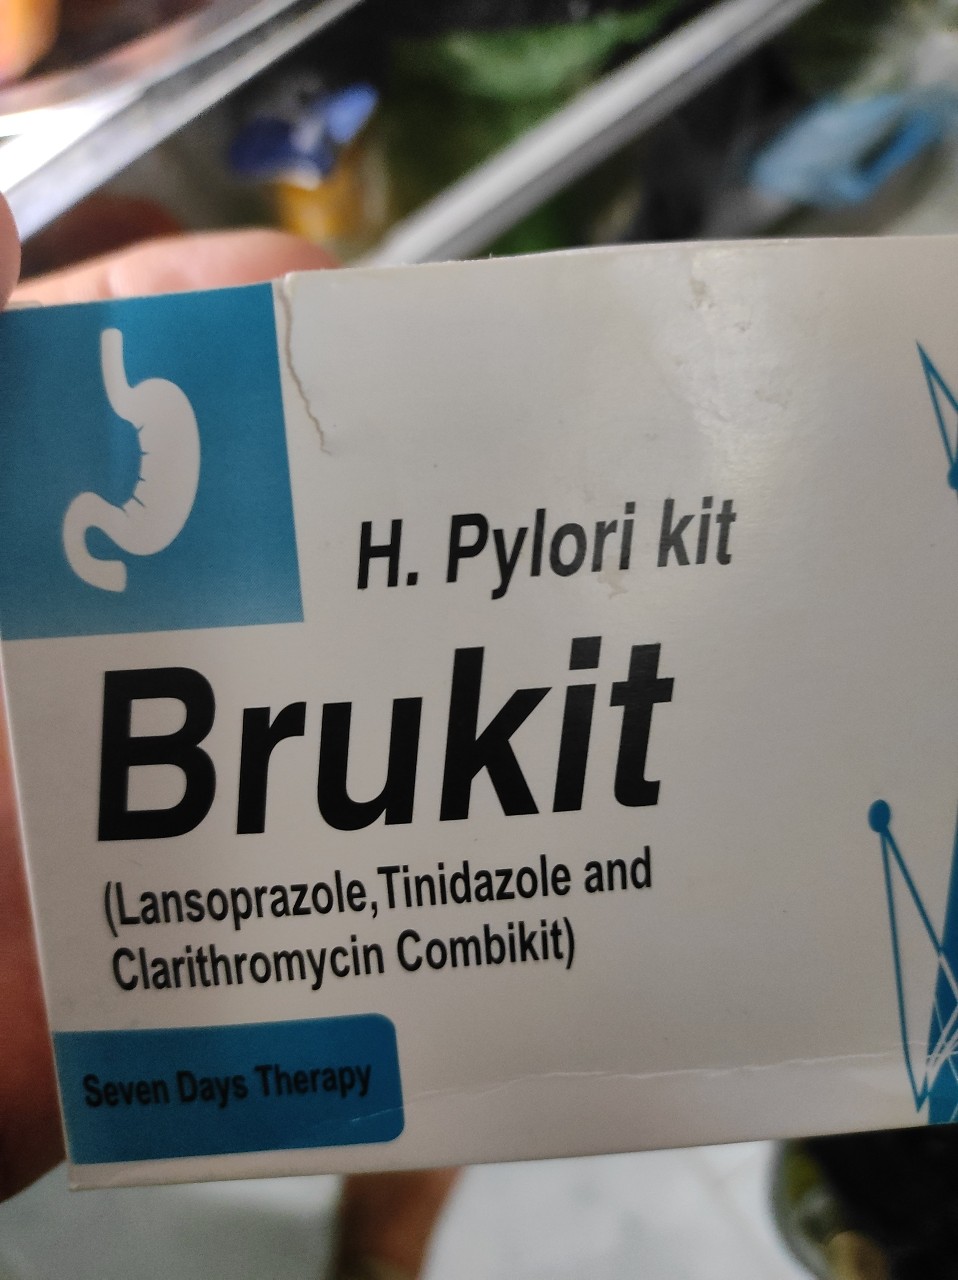 H. Pylori kit
Brukit
(Lansoprazole,Tinidazole and
Clarithromycin Combikit)
Seven Days Therapy